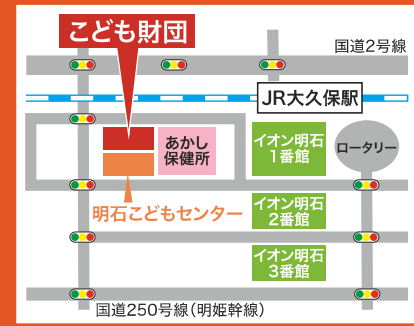 こども財団
国道2号線
JR大久保駅
あかし
保健所
イオン明石
1番館
ロータリー
明石こどもセンター
イオン明石
2番館
イオン明石
3番館
国道250号線(明姫幹線)